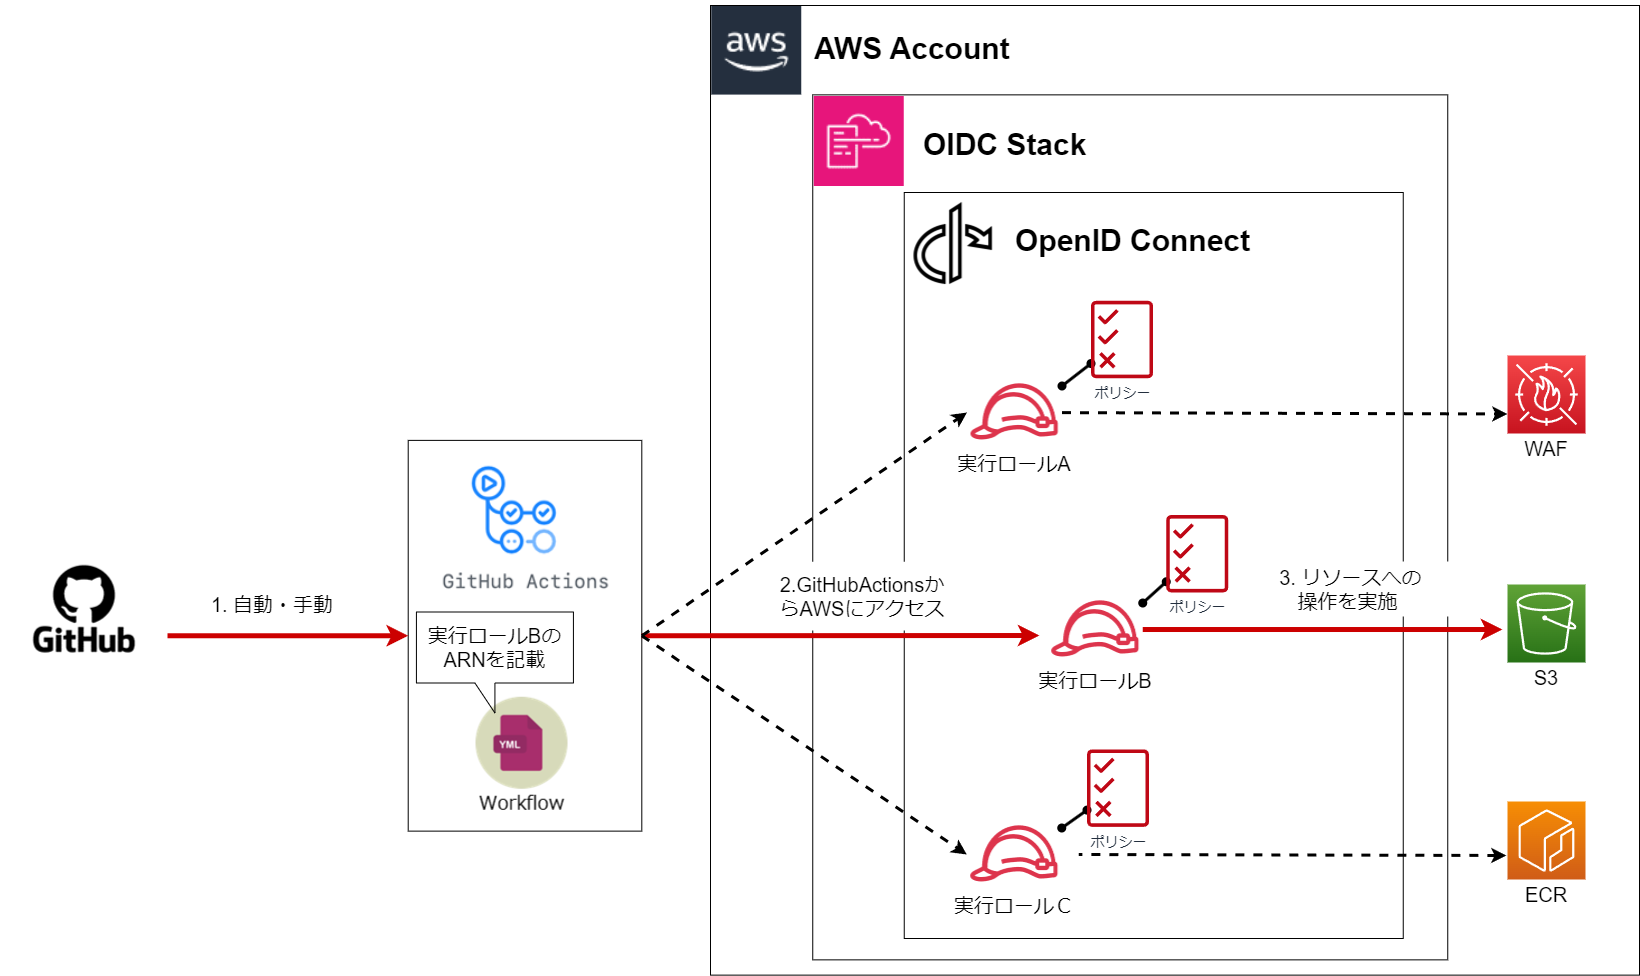 aws
AWS Account
OIDC Stack
OpenID Connect
ポリシー
実行ロールA
WAF
GitHub Actions
GitHub
1. 自動・手動
実行ロールBの
ARNを記載
YML
Workflow
2.GitHubActionsか
らAWSにアクセス
ポリシー
実行ロールB
3. リソースへの
操作を実施
S3
ポリシー
実行ロールＣ
ECR